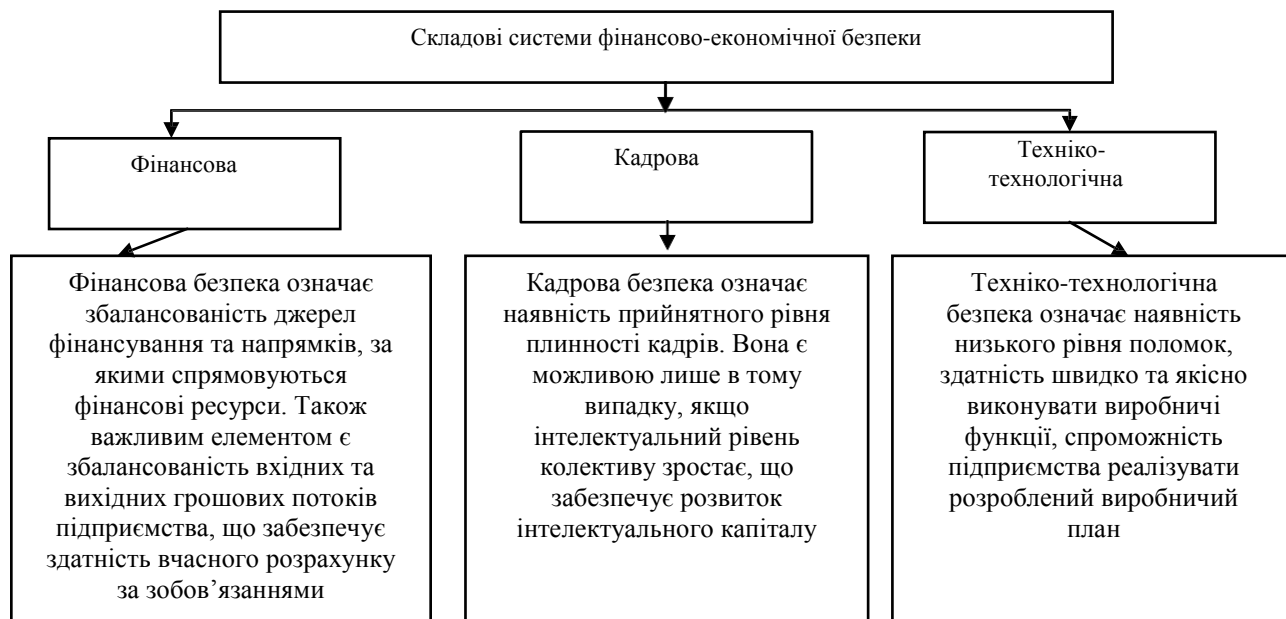 Складові системи фінансово-економічної безпеки
Фінансова
Кадрова
Техніко-
технологічна
Фінансова безпека означає
збалансованість джерел
фінансування та напрямків, за
якими спрямовуються
фінансові ресурси. Також
важливим елементом є
збалансованість вхідних та
вихідних грошових потоків
підприємства, що забезпечує
здатність вчасного розрахунку
за зобов’язаннями
Кадрова безпека означає
наявність прийнятного рівня
плинності кадрів. Вона є
можливою лише в тому
випадку, якщо
інтелектуальний рівень
колективу зростає, що
забезпечує розвиток
інтелектуального капіталу
Техніко-технологічна
безпека означає наявність
низького рівня поломок,
здатність швидко та якісно
виконувати виробничі
функції, спроможність
підприємства реалізувати
розроблений виробничий
план